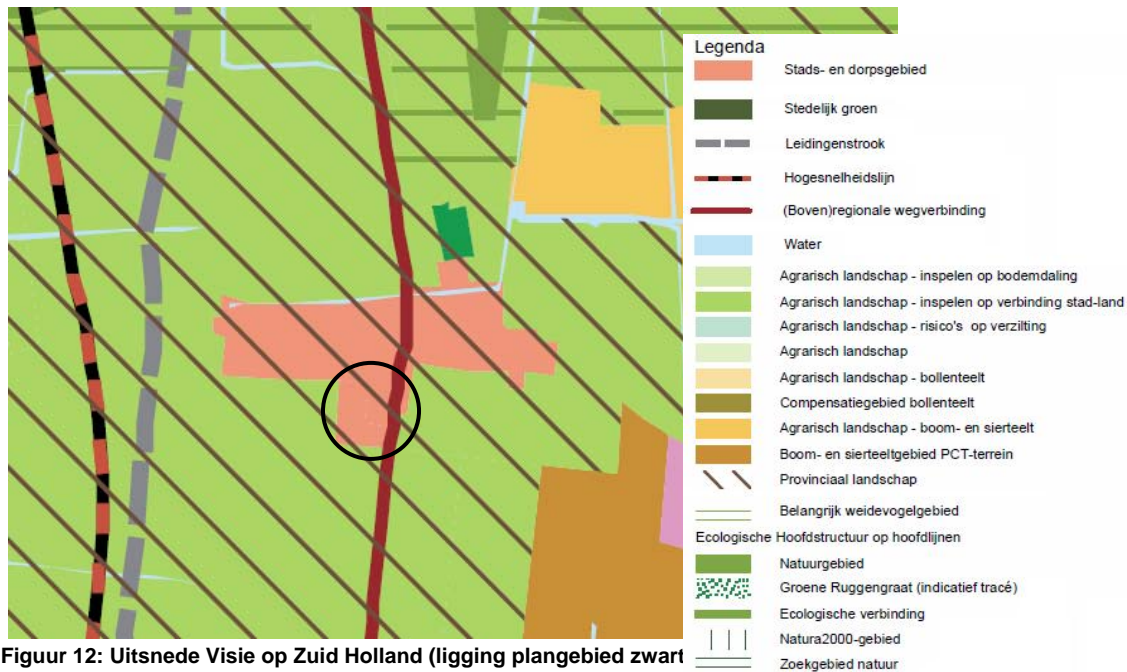 Legenda
Stads- en dorpsgebied
Stedelijk groen
Leidingenstrook
Hogesnelheidslijn
(Boven)regionale wegverbinding
Water
Agrarisch landschap - inspelen op bodemdaling
Agrarisch landschap - inspelen op verbinding stad-land
Agrarisch landschap - risico's op verzilting
Agrarisch landschap
Agrarisch landschap - bollenteelt
Compensatiegebied bollenteelt
Agrarisch landschap - boom- en sierteelt
Boom- en sierteeltgebied PCT-terrein
Provinciaal landschap
Belangrijk weidevogelgebied
Ecologische Hoofdstructuur op hoofdlijnen
Natuurgebied
Groene Ruggengraat (indicatief tracé)
Ecologische verbinding
Natura2000-gebied
Zoekgebied natuur
Figuur 12: Uitsnede Visie op Zuid Holland (ligging plangebied zwart